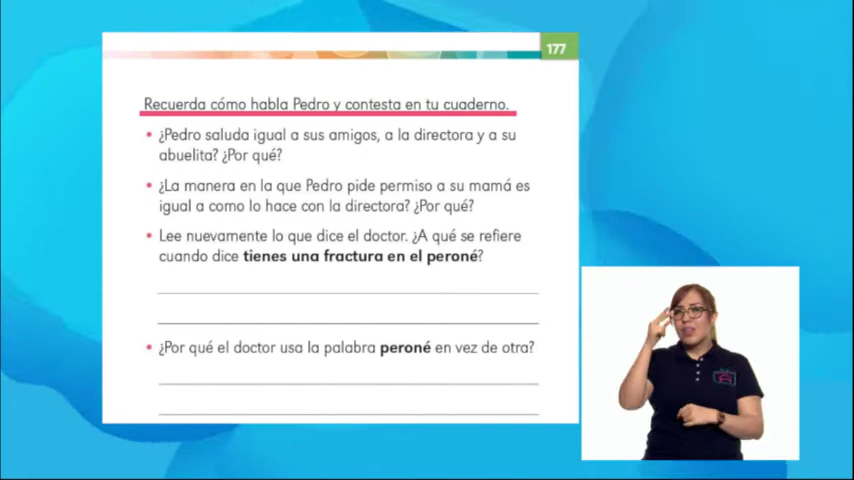 177
Recuerda cómo habla Pedro y contesta en tu cuaderno.
• ¿Pedro saluda igual a sus amigos, a la directora y a su
abuelita? ¿Por qué?
• ¿La manera en la que Pedro pide permiso a su mamá es
igual a como lo hace con la directora? ¿Por qué?
• Lee nuevamente lo que dice el doctor. ¿A qué se refiere
cuando dice tienes una fractura en el peroné?
• ¿Por qué el doctor usa la palabra peroné en vez de otra?